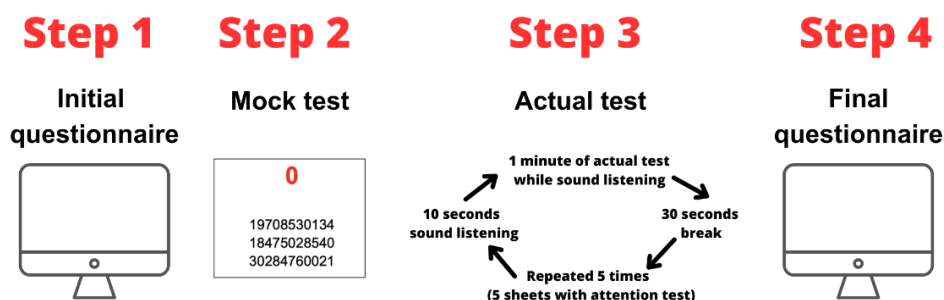 Step 1
Initial
questionnaire
Step 2
Mock test
0
19708530134
18475028540
30284760021
Step 3
Actual test
1 minute of actual test
while sound listening
30 seconds
break
Repeated 5 times
(5 sheets with attention test)
10 seconds
sound listening
Step 4
Final
questionnaire